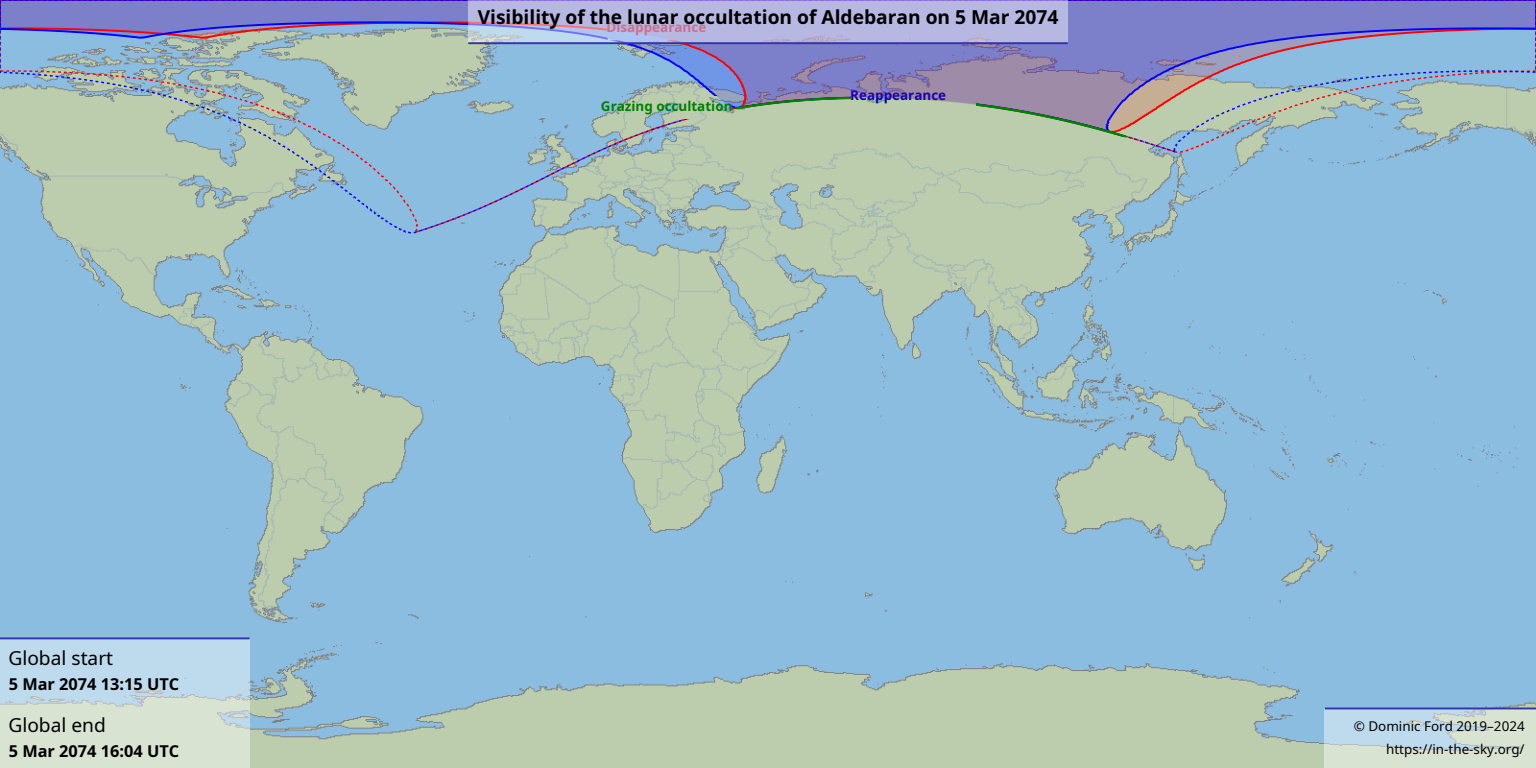 Visibility of the lunar occultation of Aldebaran on 5 Mar 2074
Disappearance
Reappearance
Grazing occultation
Global start
5 Mar 2074 13:15 UTC
Global end
5 Mar 2074 16:04 UTC
© Dominic Ford 2019–2024
https://in-the-sky.org/